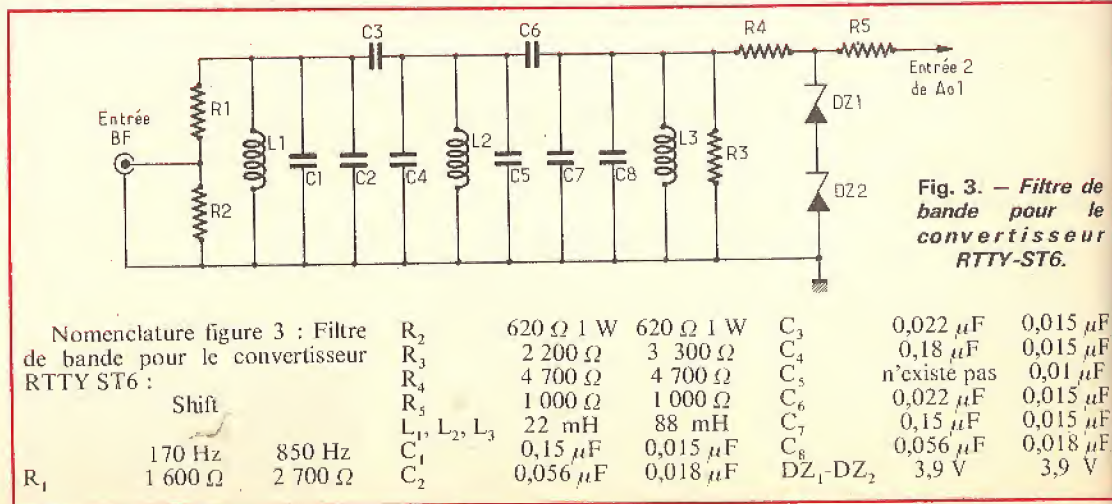 C3
C6
R4
R5
Entrée 2
de Ao1
Entrée
BF
R1
R2
L1
C1
C2
C4
L2
C5
C7
C8
L3
R3
DZ1
DZ2
Fig. 3. — Filtre de
bande pour le
convertisseur
RTTY-ST6.
Nomenclature figure 3 : Filtre
de bande pour le convertisseur
RTTY ST6 :
Shift
170 Hz 850 Hz
R₁ 1 600 Ω 2 700 Ω
R₂ 620 Ω 1 W 620 Ω 1 W
R₃ 2 200 Ω 3 300 Ω
R₄ 4 700 Ω 4 700 Ω
R₅ 1 000 Ω 1 000 Ω
L₁, L₂, L₃ 22 mH 88 mH
C₁ 0,15 µF 0,015 µF
C₂ 0,056 µF 0,018 µF
C₃ 0,022 µF 0,015 µF
C₄ 0,18 µF 0,015 µF
C₅ n'existe pas 0,01 µF
C₆ 0,022 µF 0,015 µF
C₇ 0,15 µF 0,015 µF
C₈ 0,056 µF 0,018 µF
DZ₁-DZ₂ 3,9 V 3,9 V